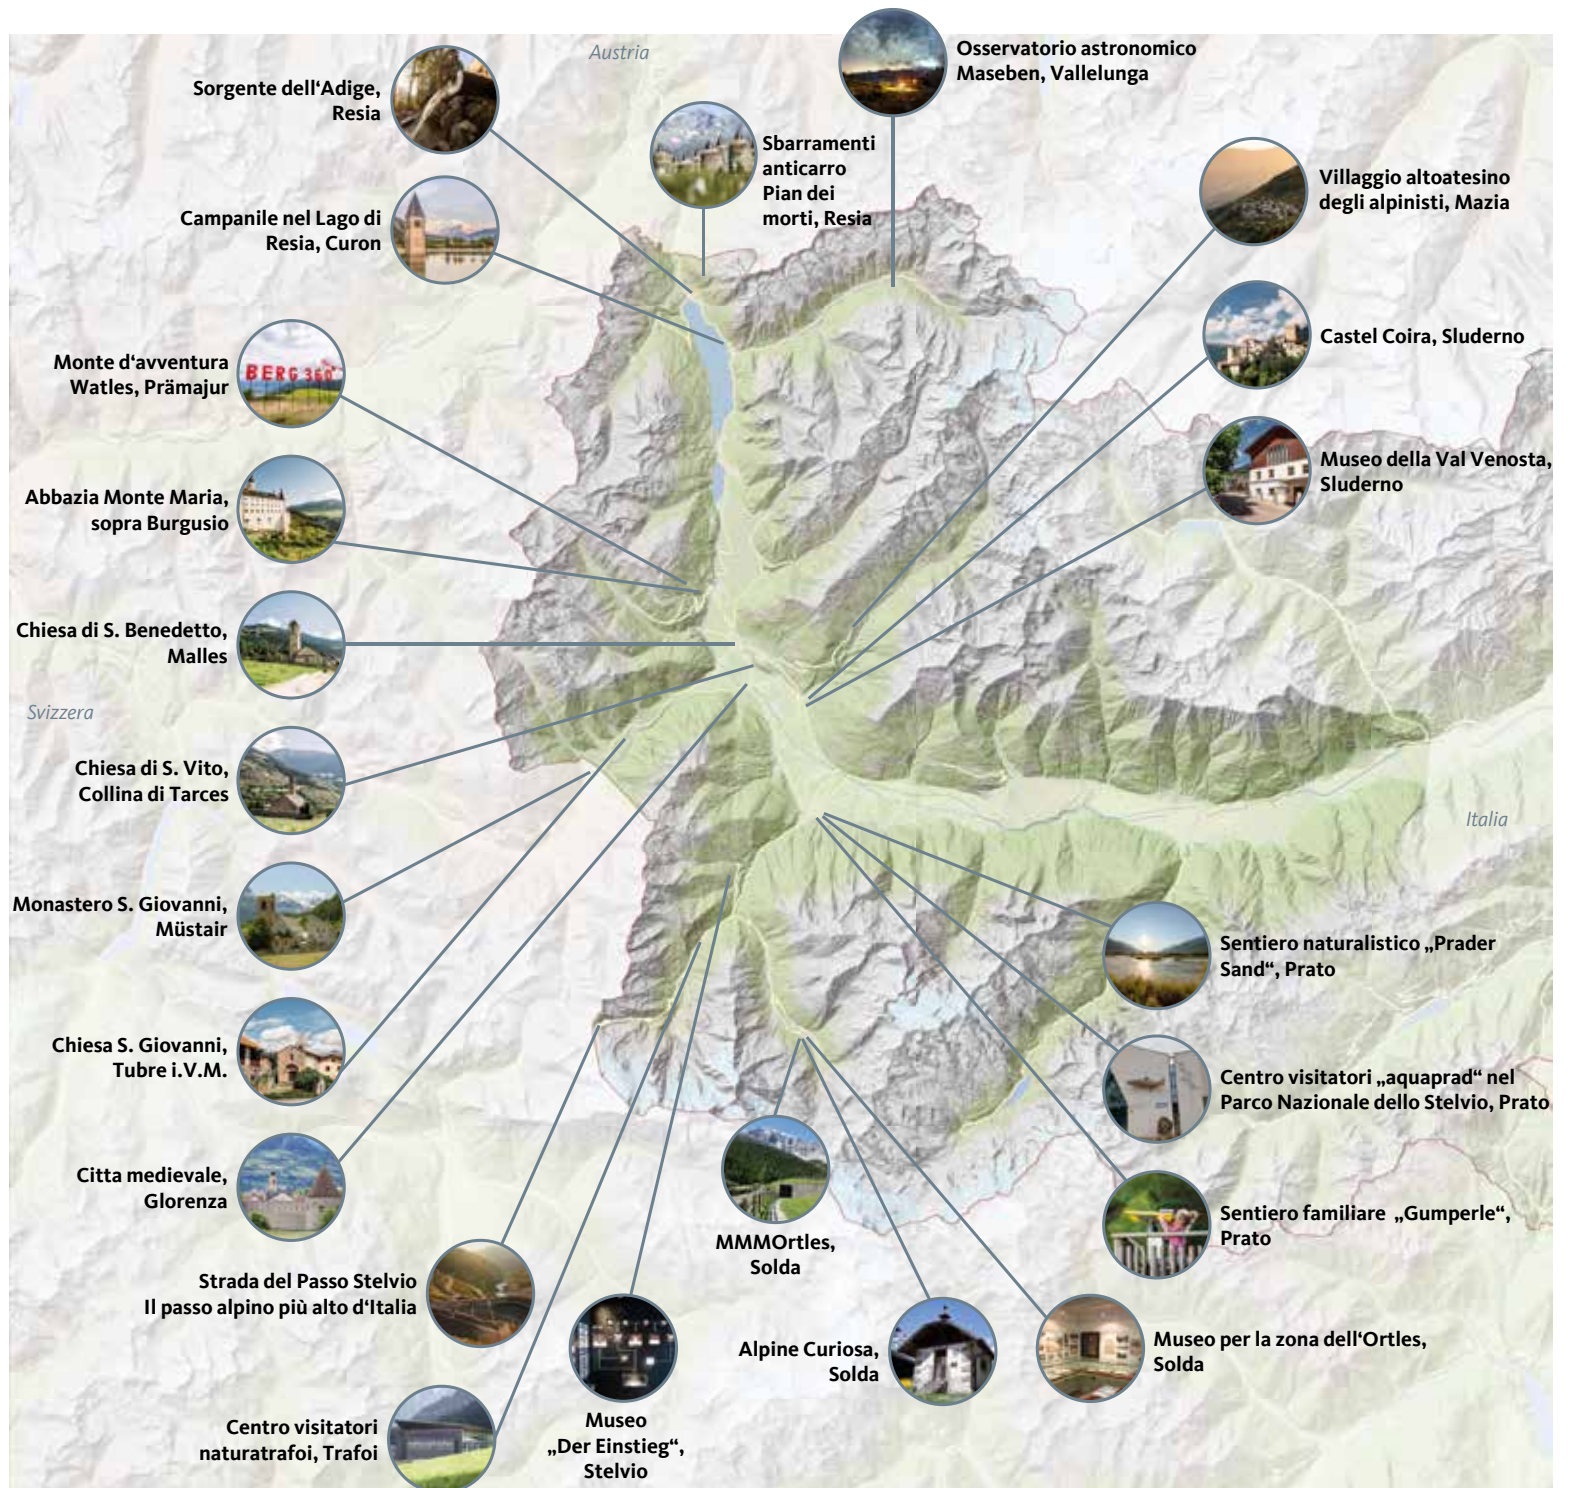 Austria
Osservatorio astronomico
Maseben, Vallelunga
Sorgente dell‘Adige,
Resia
Sbarramenti
anticarro
Pian dei
morti, Resia
Villaggio altoatesino
degli alpinisti, Mazia
Campanile nel Lago di
Resia, Curon
Castel Coira, Sluderno
Monte d‘avventura
Watles, Prämajur
BERG 360°
Museo della Val Venosta,
Sluderno
Abbazia Monte Maria,
sopra Burgusio
Chiesa di S. Benedetto,
Malles
Svizzera
Chiesa di S. Vito,
Collina di Tarces
Italia
Monastero S. Giovanni,
Müstair
Sentiero naturalistico „Prader
Sand“, Prato
Chiesa S. Giovanni,
Tubre i.V.M.
Centro visitatori „aquaprad“ nel
Parco Nazionale dello Stelvio, Prato
Citta medievale,
Glorenza
Sentiero familiare „Gumperle“,
Prato
MMMOrtles,
Solda
Strada del Passo Stelvio
Il passo alpino più alto d‘Italia
Alpine Curiosa,
Solda
Museo per la zona dell‘Ortles,
Solda
Centro visitatori
naturatrafoi, Trafoi
Museo
„Der Einstieg“,
Stelvio